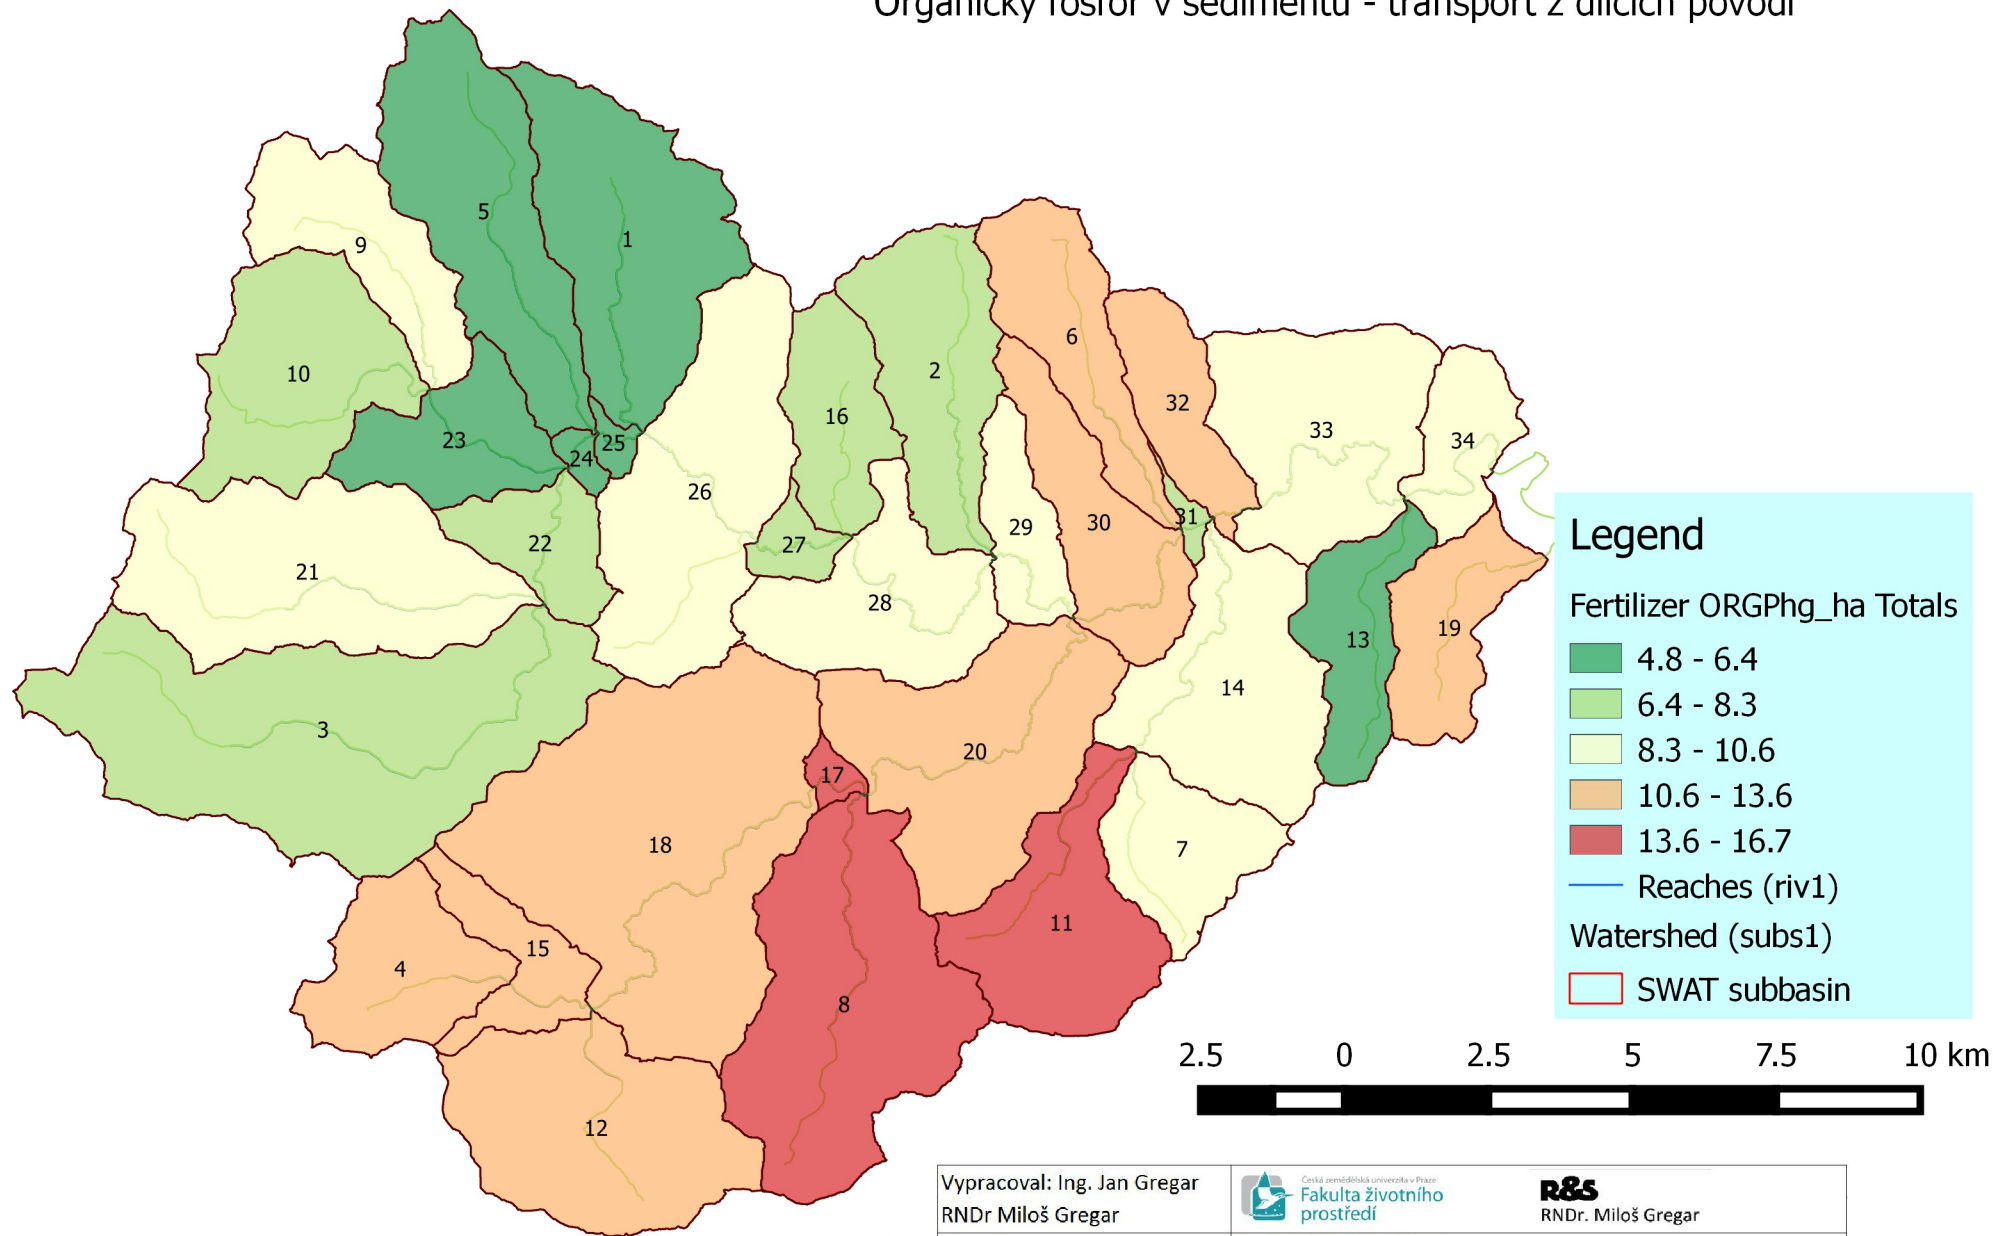 Organický fosfor v sedimentu - transport z dílčích povodí
5
1
9
6
2
10
32
16
33
34
23
25
24
26
31
29
30
27
22
21
28
13
19
14
3
20
17
18
7
11
15
4
8
12
Legend
Fertilizer ORGPhg_ha Totals
4.8 - 6.4
6.4 - 8.3
8.3 - 10.6
10.6 - 13.6
13.6 - 16.7
Reaches (riv1)
Watershed (subs1)
SWAT subbasin
2.5 0 2.5 5 7.5 10 km
Vypracoval: Ing. Jan Gregar
RNDr Miloš Gregar
Česká zemědělská univerzita v Praze
Fakulta životního
prostředí
R&S
RNDr. Miloš Gregar